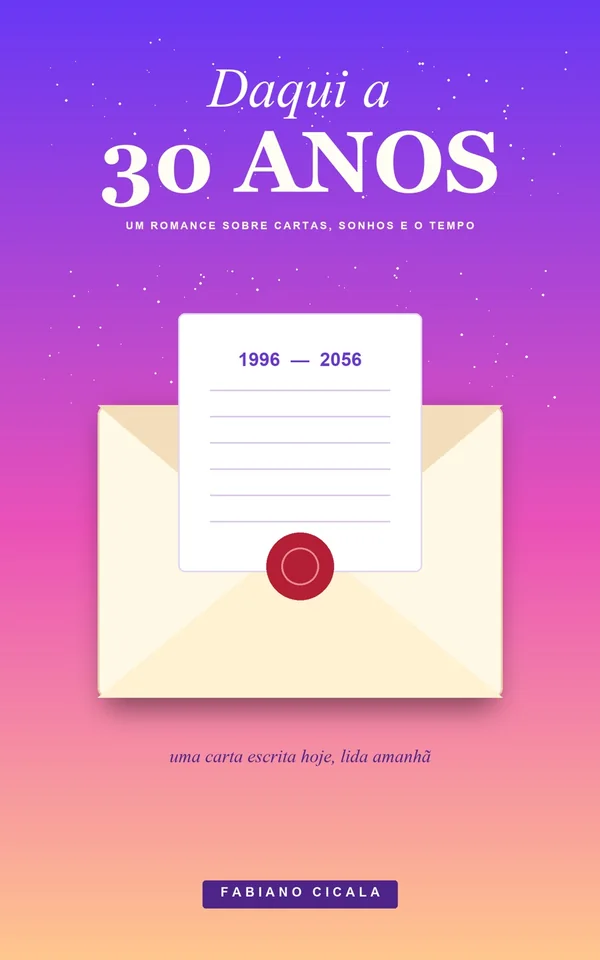 Daqui a
30 ANOS
UM ROMANCE SOBRE CARTAS, SONHOS E O TEMPO
1996 — 2056
uma carta escrita hoje, lida amanhã
FABIANO CICALA